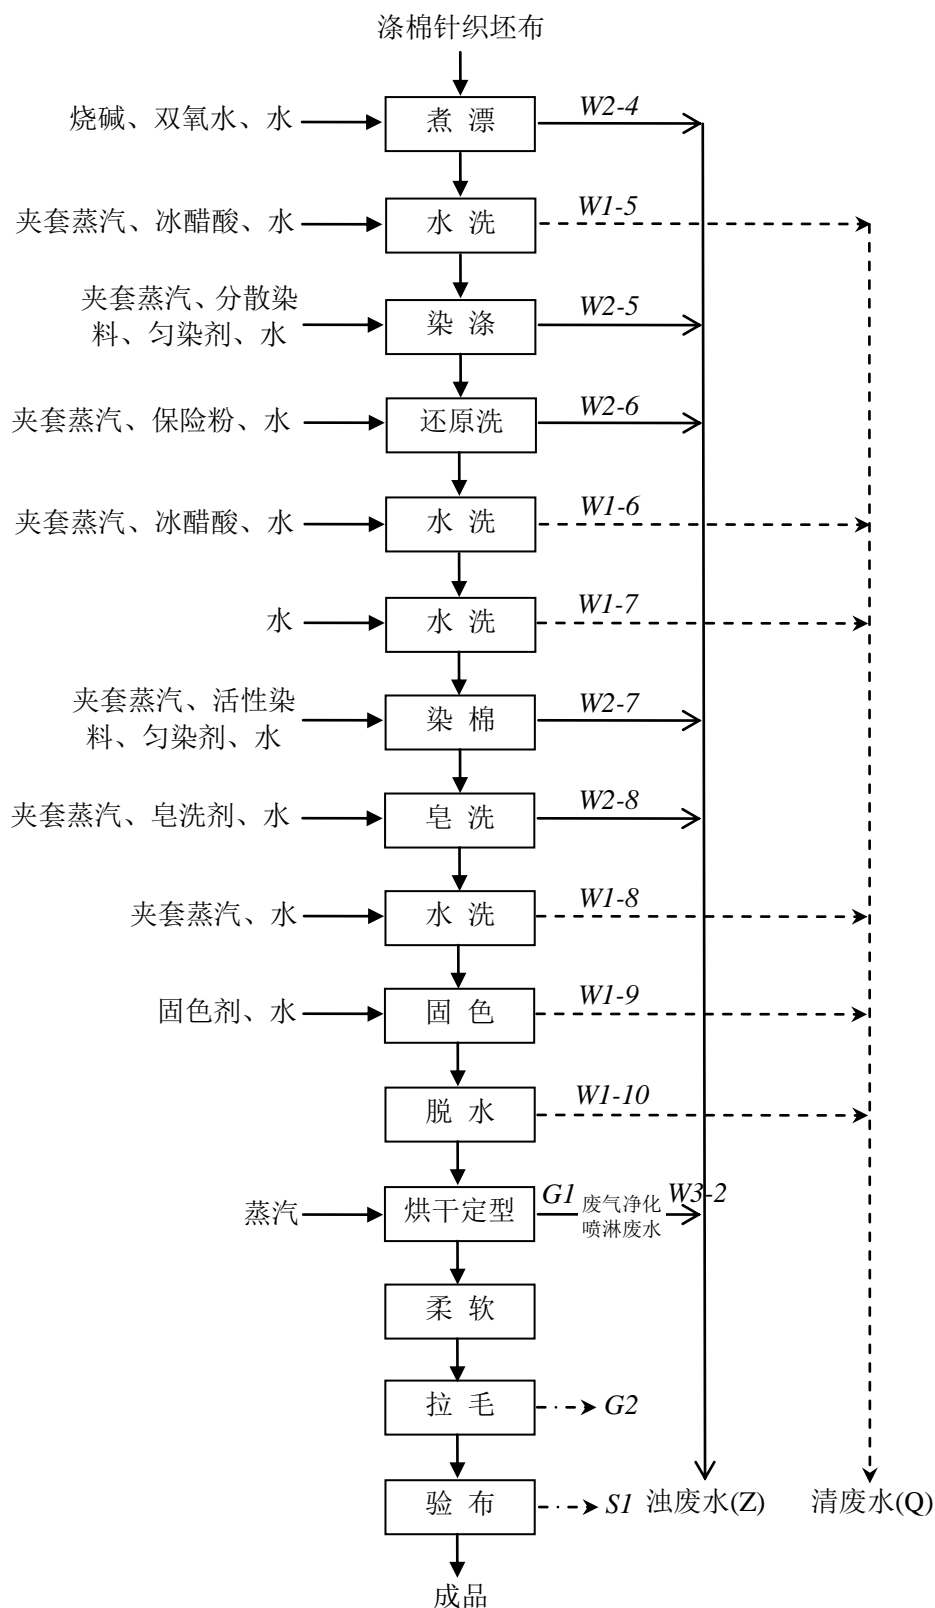 涤棉针织坯布
烧碱、双氧水、水
煮 漂
W2-4
夹套蒸汽、冰醋酸、水
水 洗
W1-5
夹套蒸汽、分散染
料、匀染剂、水
染 涤
W2-5
夹套蒸汽、保险粉、水
还原洗
W2-6
夹套蒸汽、冰醋酸、水
水 洗
W1-6
水
水 洗
W1-7
夹套蒸汽、活性染
料、匀染剂、水
染 棉
W2-7
夹套蒸汽、皂洗剂、水
皂 洗
W2-8
夹套蒸汽、水
水 洗
W1-8
固色剂、水
固 色
W1-9
脱 水
W1-10
蒸汽
烘干定型
G1
废气净化
喷淋废水
W3-2
柔 软
拉 毛
G2
验 布
S1
浊废水(Z)
清废水(Q)
成品